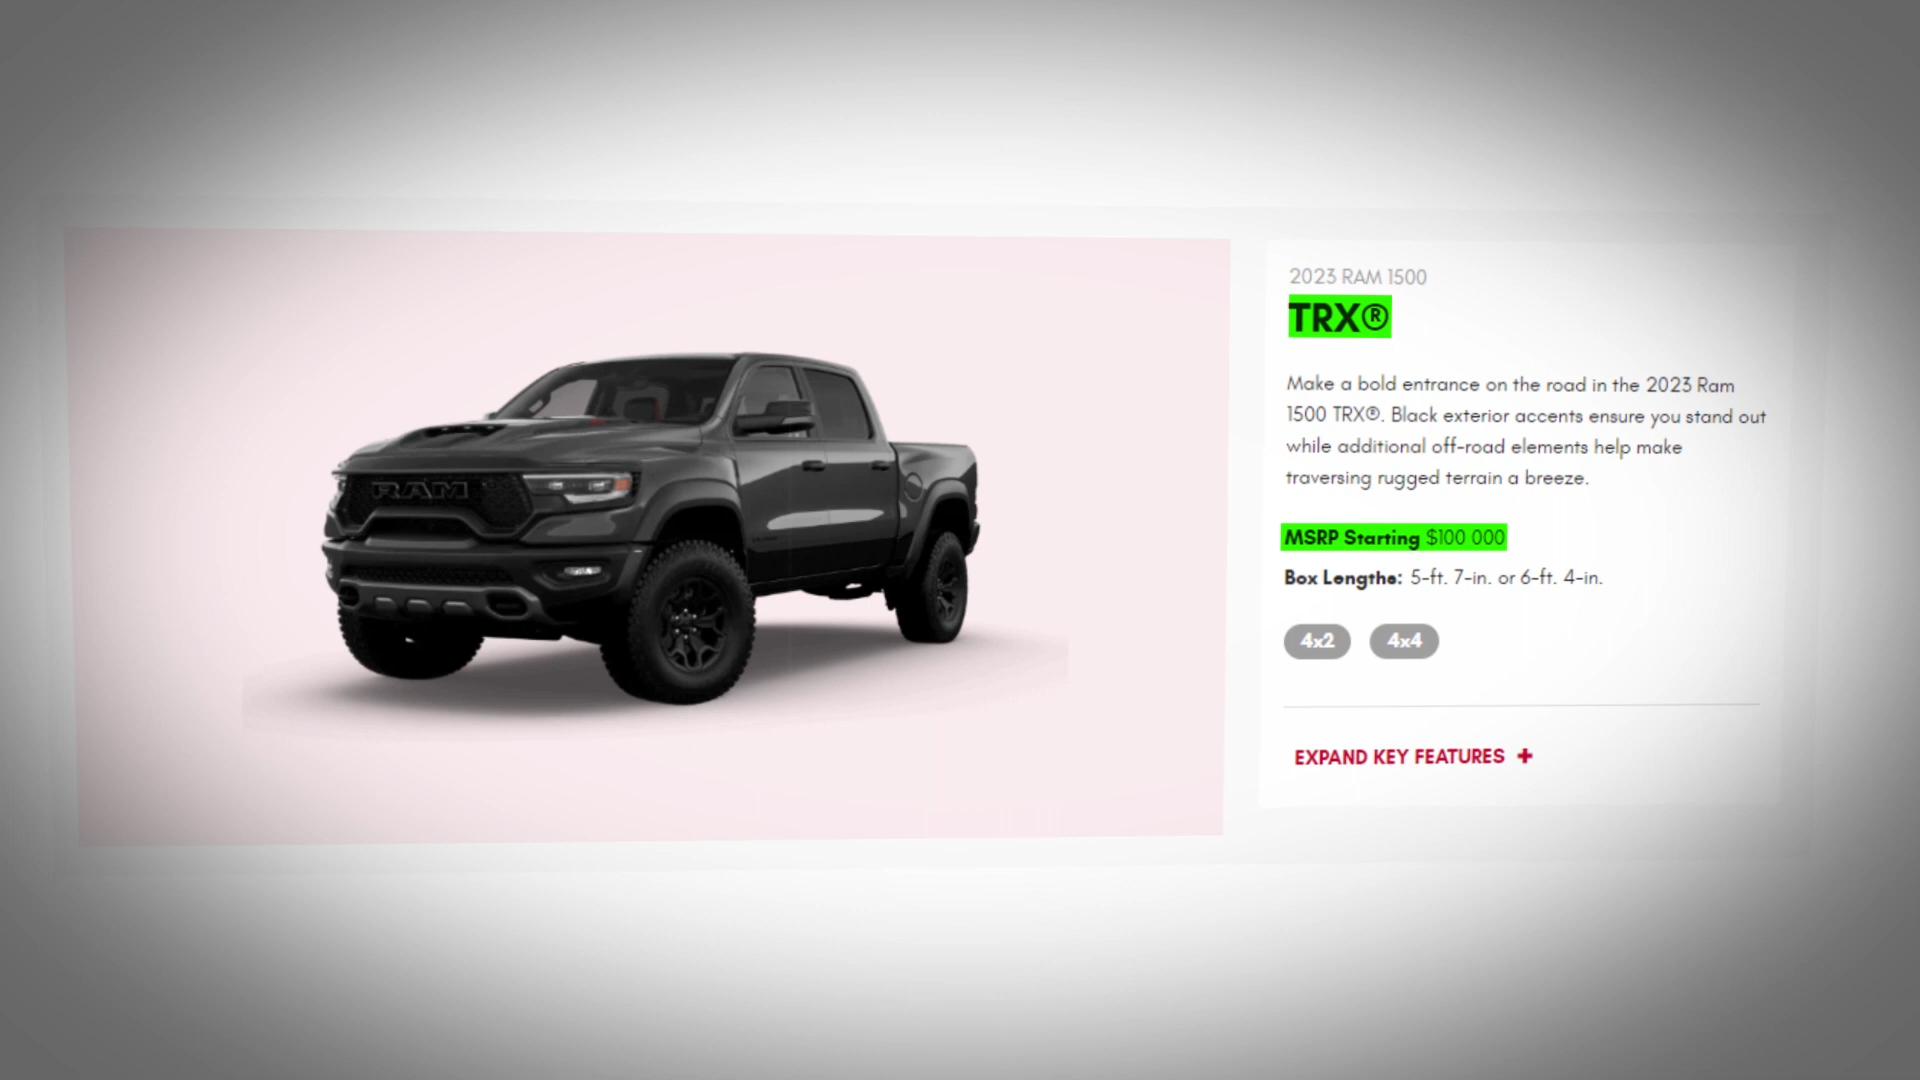 2023 RAM 1500
TRX®
Make a bold entrance on the road in the 2023 Ram
1500 TRX®. Black exterior accents ensure you stand out
while additional off-road elements help make
traversing rugged terrain a breeze.
MSRP Starting $100 000
Box Lengths: 5-ft. 7-in. or 6-ft. 4-in.
4x2 4x4
EXPAND KEY FEATURES +
RAM